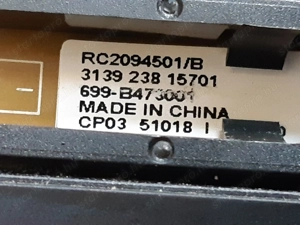 RC2094501/B
3139 238 15701
699-B473001
MADE IN CHINA
CP03 51018 I